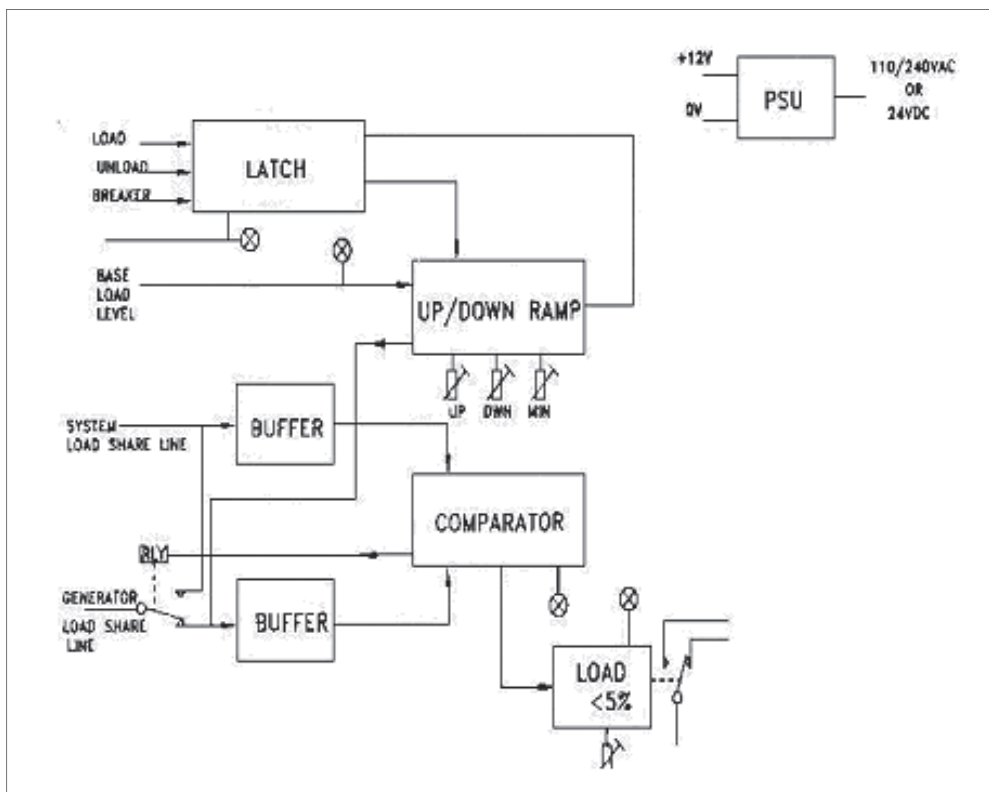 +12V
0V
PSU
110/240VAC
OR
24VDC
LOAD
UNLOAD
BREAKER
LATCH
BASE
LOAD
LEVEL
UP/DOWN RAMP
UP
DWN
MIN
SYSTEM
LOAD SHARE LINE
BUFFER
COMPARATOR
RLY
GENERATOR
LOAD SHARE
LINE
BUFFER
LOAD
<5%